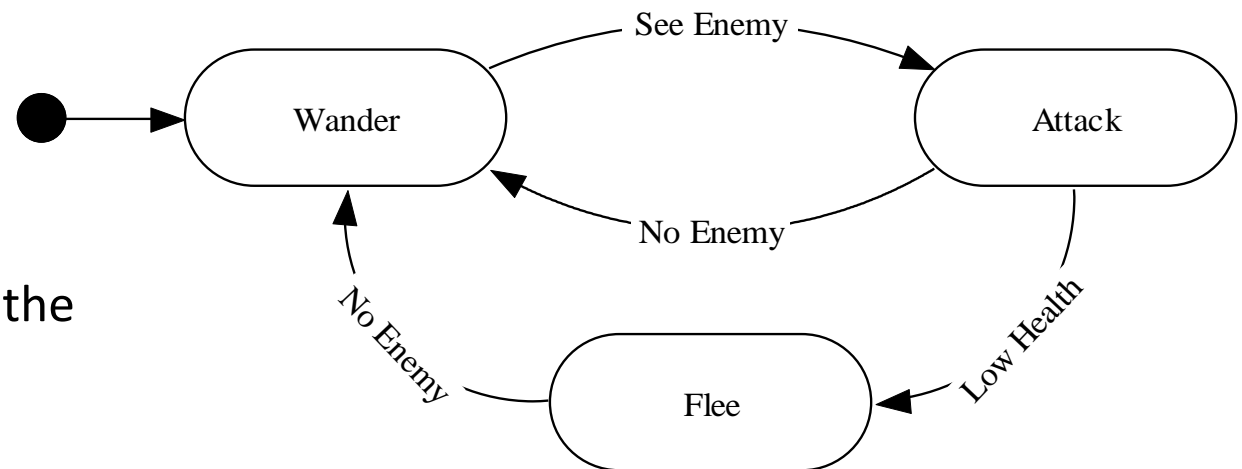 See Enemy
Wander
Attack
No Enemy
the
No Enemy
Low Health
Flee